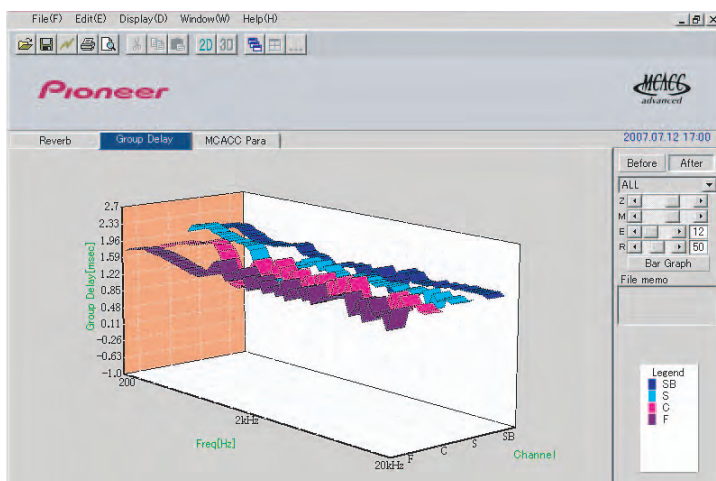 File(F) Edit(E) Display(D) Window(W) Help(H)
2D 3D ...
Pioneer
MCACC
advanced
Reverb Group Delay MCACC Para 2007.07.12 17:00
Before After
ALL
Z
M
E 12
R 50
Bar Graph
File memo
2.7
2.33
1.96
1.59
1.22
0.85
0.48
0.11
-0.26
-0.63
-1.0
Group Delay[msec]
200
2kHz
20kHz
Freq[Hz]
F
C
S
SB
Channel
Legend
SB
S
C
F